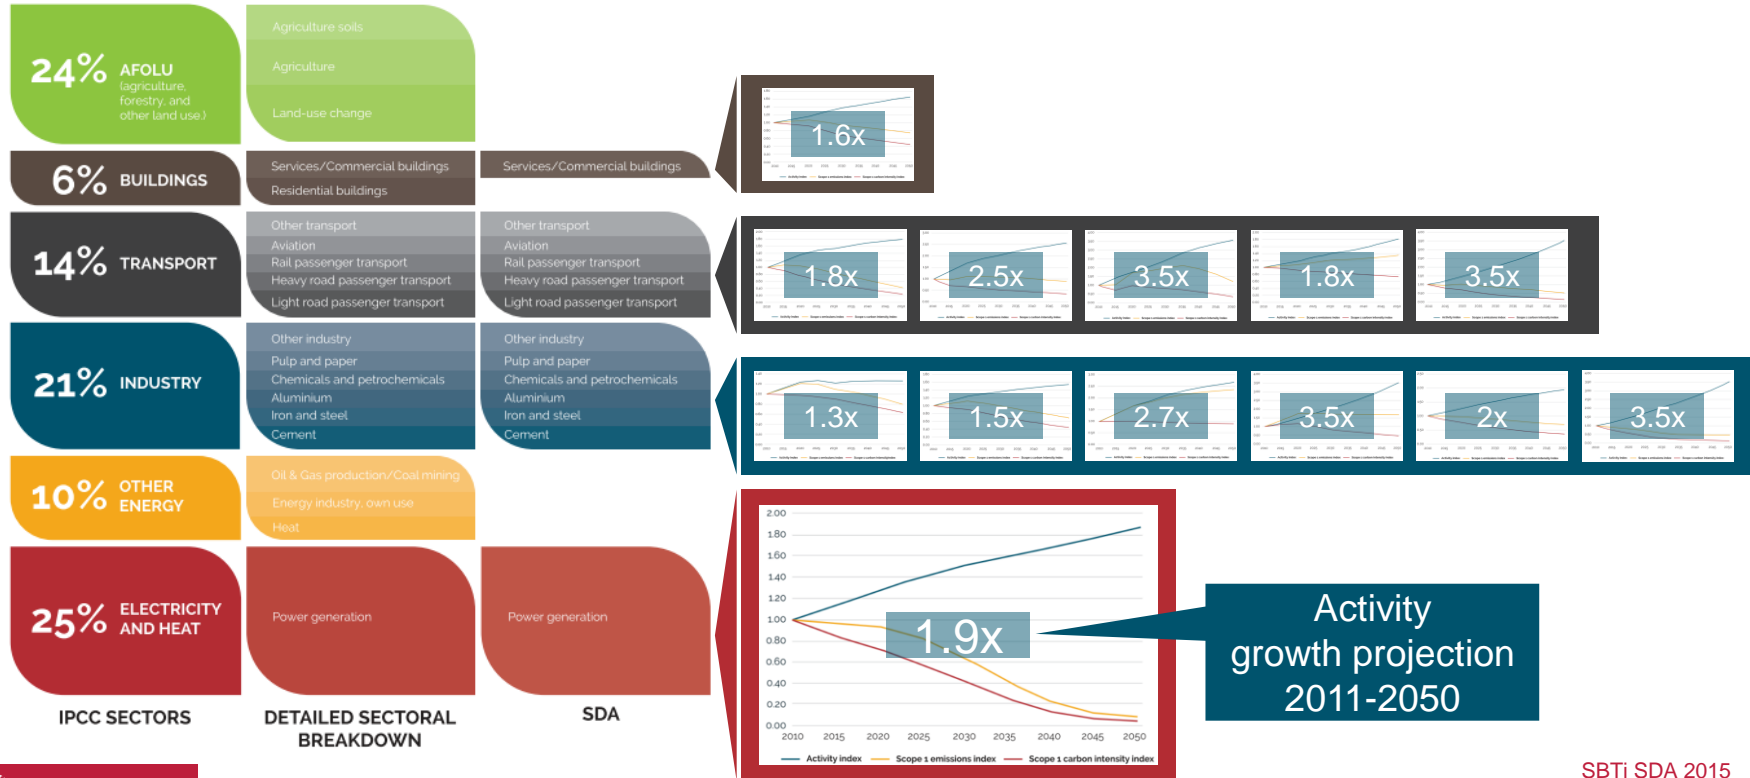 24% AFOLU
(agriculture,
forestry, and
other land use.)
Agriculture soils
Agriculture
Land-use change
6% BUILDINGS
Services/Commercial buildings
Residential buildings
Services/Commercial buildings
1.6x
14% TRANSPORT
Other transport
Aviation
Rail passenger transport
Heavy road passenger transport
Light road passenger transport
Other transport
Aviation
Rail passenger transport
Heavy road passenger transport
Light road passenger transport
1.8x
2.5x
3.5x
1.8x
3.5x
21% INDUSTRY
Other industry
Pulp and paper
Chemicals and petrochemicals
Aluminium
Iron and steel
Cement
Other industry
Pulp and paper
Chemicals and petrochemicals
Aluminium
Iron and steel
Cement
1.3x
1.5x
2.7x
3.5x
2x
3.5x
10% OTHER
ENERGY
Oil & Gas production/Coal mining
Energy industry, own use
Heat
25% ELECTRICITY
AND HEAT
Power generation
Power generation
2.00
1.80
1.60
1.40
1.20
1.00
0.80
0.60
0.40
0.20
0.00
1.9x
2010 2015 2020 2025 2030 2035 2040 2045 2050
Activity index Scope 1 emissions index Scope 1 carbon intensity index
Activity
growth projection
2011-2050
IPCC SECTORS
DETAILED SECTORAL
BREAKDOWN
SDA
SBTi SDA 2015